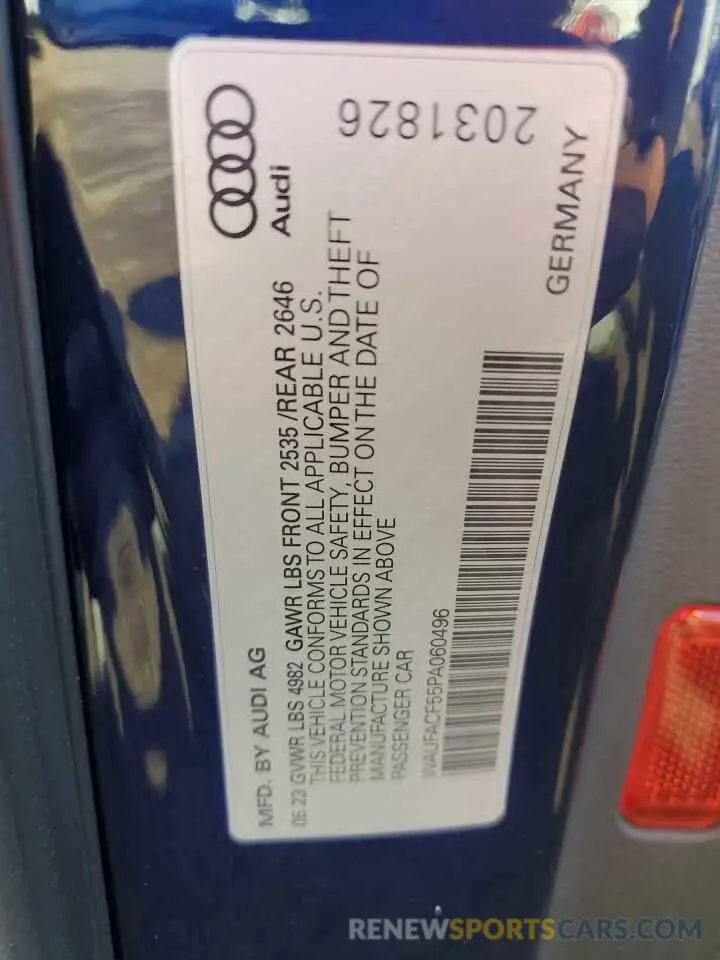 Audi
2031826
MFD. BY AUDI AG
06.23 GVWR LBS 4982 GAWR LBS FRONT 2535 /REAR 2646
THIS VEHICLE CONFORMS TO ALL APPLICABLE U.S.
FEDERAL MOTOR VEHICLE SAFETY, BUMPER AND THEFT
PREVENTION STANDARDS IN EFFECT ON THE DATE OF
MANUFACTURE SHOWN ABOVE
PASSENGER CAR
WAUFACF55PA060496
GERMANY
RENEWSPORTSCARS.COM